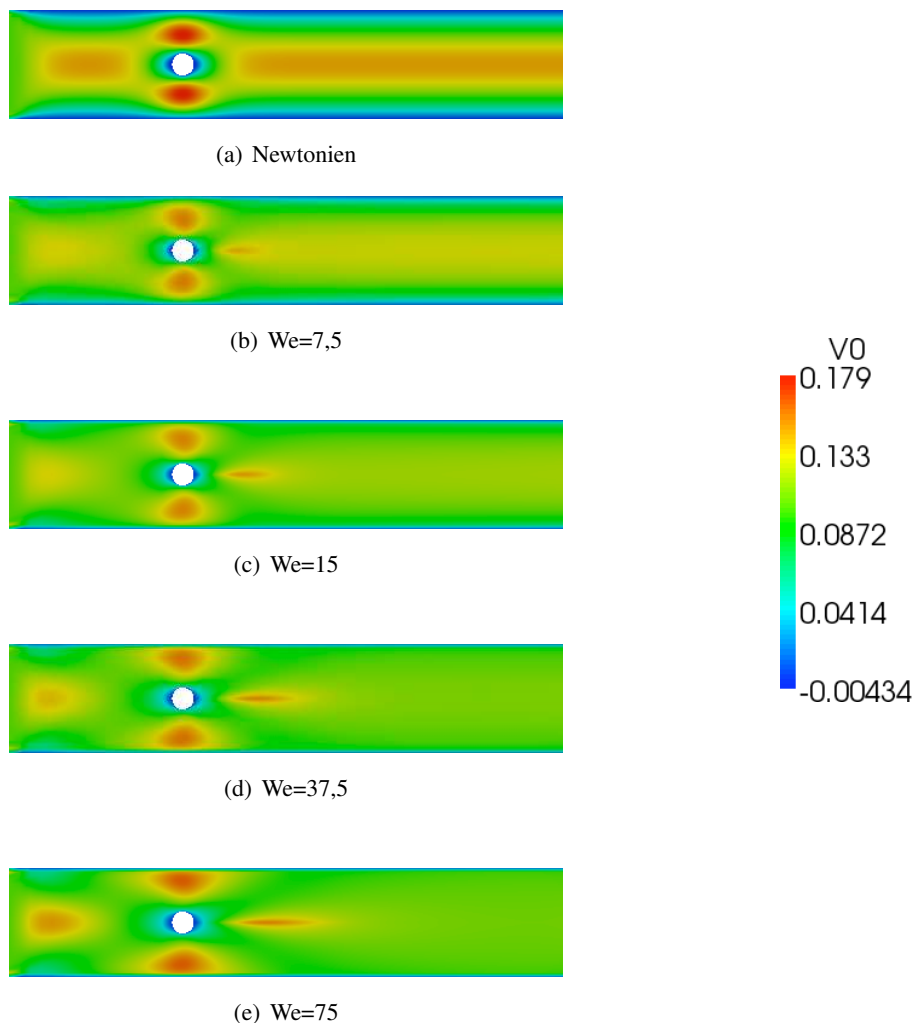 (a) Newtonien
(b) We=7,5
V0
0.179
0.133
0.0872
0.0414
-0.00434
(c) We=15
(d) We=37,5
(e) We=75